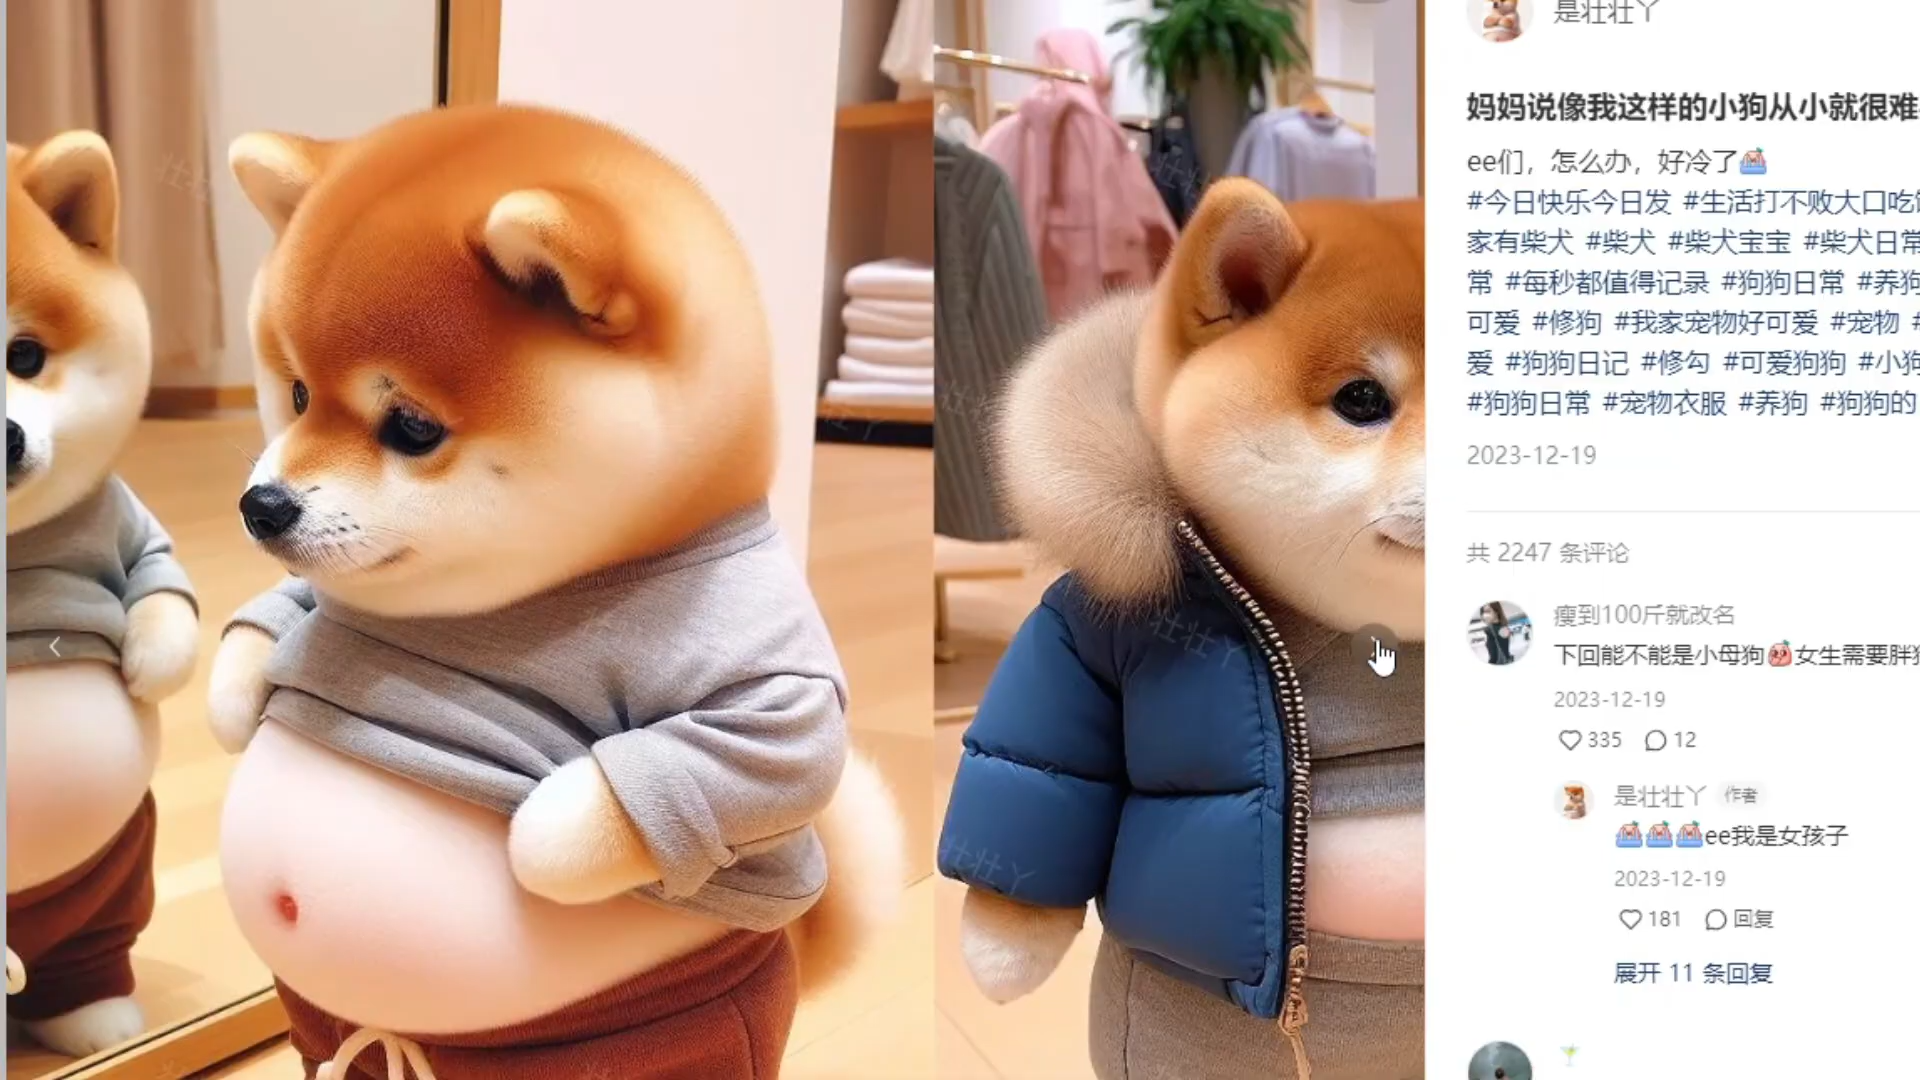 是壮壮丫
妈妈说像我这样的小狗从小就很难
ee们，怎么办，好冷了
#今日快乐今日发 #生活打不败大口吃
家有柴犬 #柴犬 #柴犬宝宝 #柴犬日常
常 #每秒都值得记录 #狗狗日常 #养狗
可爱 #修狗 #我家宠物好可爱 #宠物 #
爱 #狗狗日记 #修勾 #可爱狗狗 #小狗
#狗狗日常 #宠物衣服 #养狗 #狗狗的
2023-12-19
共 2247 条评论
瘦到100斤就改名
下回能不能是小母狗女生需要胖
2023-12-19
335 12
是壮壮丫 作者
ee我是女孩子
2023-12-19
181 回复
展开 11 条回复
壮壮丫
壮壮丫